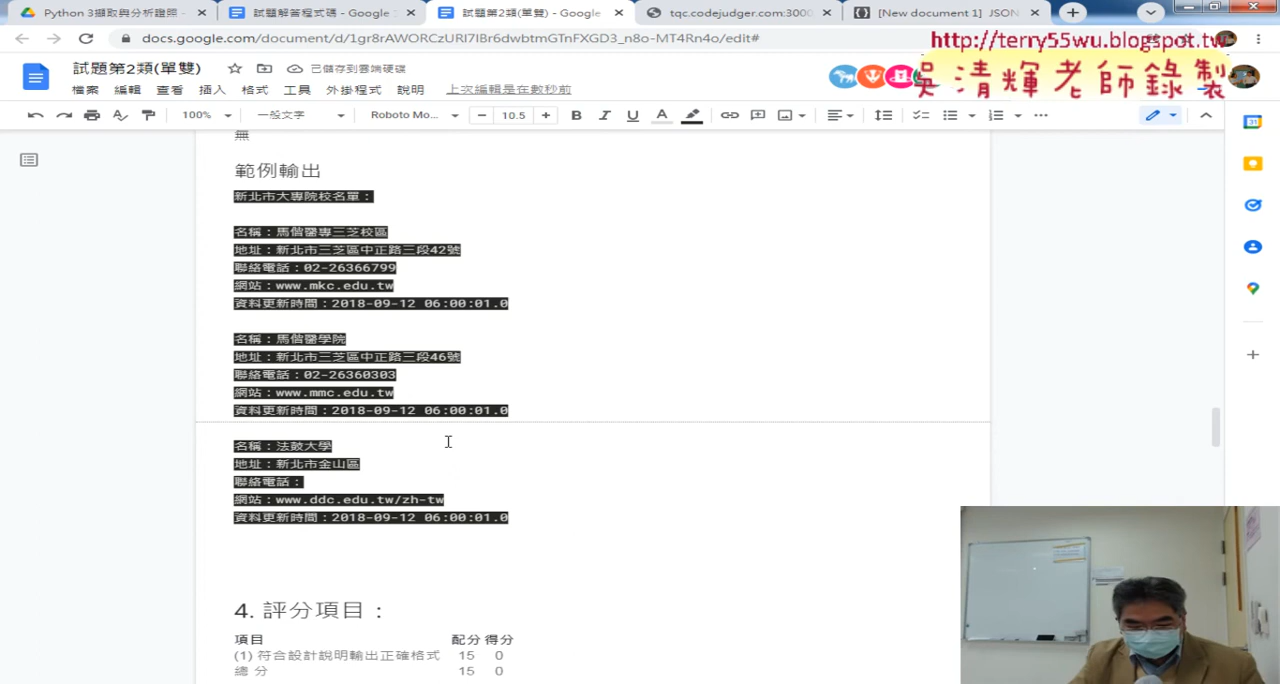 Python 3擷取與分析證照 -
試題解答程式碼 - Google
試題第2類(單雙) - Google
tqc.codejudger.com:3000
[New document 1] JSON
docs.google.com/document/d/1gr8rAWORCzURl7IBr6dwbtmGTnFXGD3_n8o-MT4Rn4o/edit#
http://terry55wu.blogspot.tw
吳清輝老師錄製
試題第2類(單雙)
已儲存到雲端硬碟
檔案 編輯 查看 插入 格式 工具 外掛程式 說明 上次編輯是在數秒前
100% 一般文字 Roboto Mo... 10.5 B I U A
無
範例輸出
新北市大專院校名單：
名稱：馬偕醫專三芝校區
地址：新北市三芝區中正路三段42號
聯絡電話：02-26366799
網站：www.mkc.edu.tw
資料更新時間：2018-09-12 06:00:01.0
名稱：馬偕醫學院
地址：新北市三芝區中正路三段46號
聯絡電話：02-26360303
網站：www.mmc.edu.tw
資料更新時間：2018-09-12 06:00:01.0
名稱：法鼓大學
地址：新北市金山區
聯絡電話：
網站：www.ddc.edu.tw/zh-tw
資料更新時間：2018-09-12 06:00:01.0
4. 評分項目：
項目 配分 得分
(1) 符合設計說明輸出正確格式 15 0
總 分 15 0